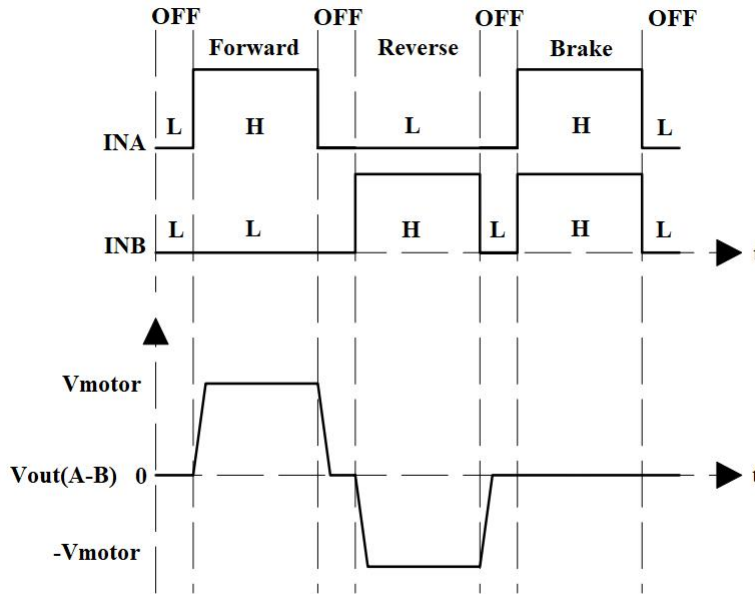 OFF OFF OFF OFF
Forward Reverse Brake
INA L H L H L
INB L L H L H L t
Vmotor
Vout(A-B) 0 t
-Vmotor